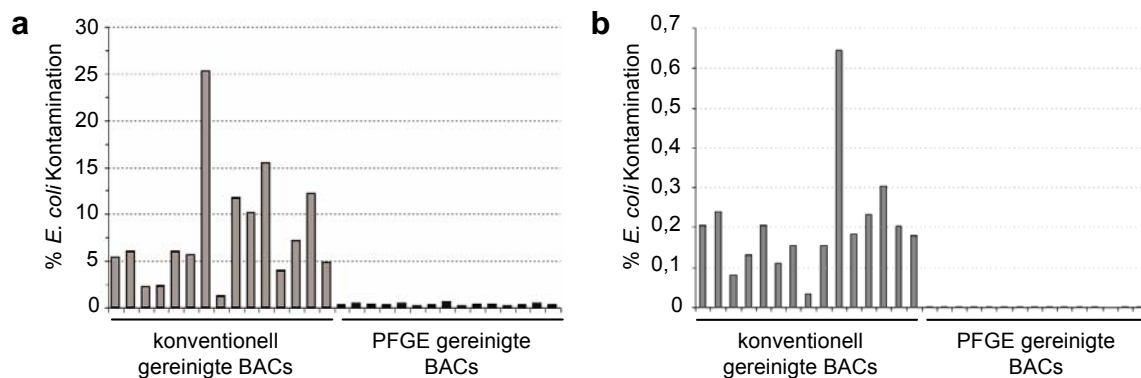 a
% E. coli Kontamination
30
25
20
15
10
5
0
konventionell
gereinigte BACs
PFGE gereinigte
BACs
b
% E. coli Kontamination
0,7
0,6
0,5
0,4
0,3
0,2
0,1
0
konventionell
gereinigte BACs
PFGE gereinigte
BACs